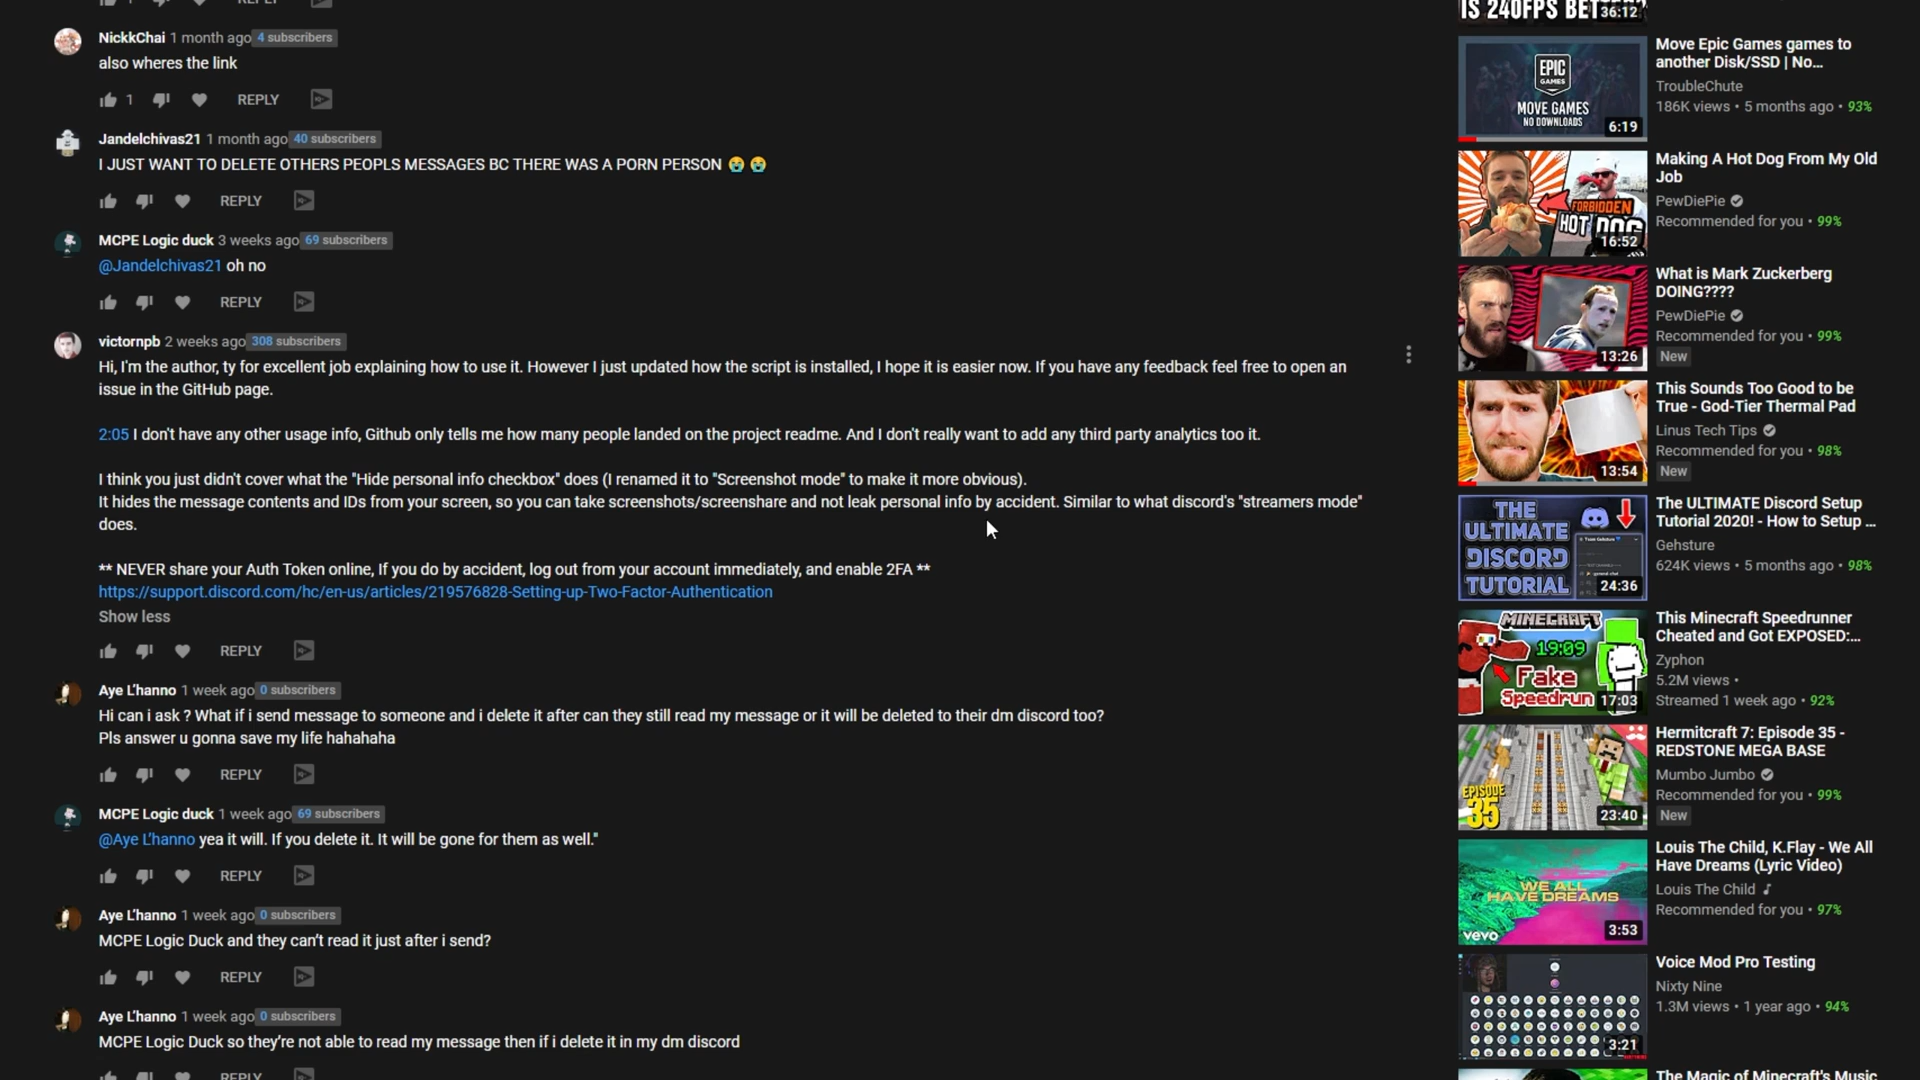 1 REPLY
NickkChai 1 month ago 4 subscribers
also wheres the link
1 REPLY
Jandelchivas21 1 month ago 40 subscribers
I JUST WANT TO DELETE OTHERS PEOPLS MESSAGES BC THERE WAS A PORN PERSON 😭 😭
REPLY
MCPE Logic duck 3 weeks ago 69 subscribers
@Jandelchivas21 oh no
REPLY
victornpb 2 weeks ago 308 subscribers
Hi, I'm the author, ty for excellent job explaining how to use it. However I just updated how the script is installed, I hope it is easier now. If you have any feedback feel free to open an
issue in the GitHub page.
2:05 I don't have any other usage info, Github only tells me how many people landed on the project readme. And I don't really want to add any third party analytics too it.
I think you just didn't cover what the "Hide personal info checkbox" does (I renamed it to "Screenshot mode" to make it more obvious).
It hides the message contents and IDs from your screen, so you can take screenshots/screenshare and not leak personal info by accident. Similar to what discord's "streamers mode"
does.
** NEVER share your Auth Token online, If you do by accident, log out from your account immediately, and enable 2FA **
https://support.discord.com/hc/en-us/articles/219576828-Setting-up-Two-Factor-Authentication
Show less
REPLY
Aye L'hanno 1 week ago 0 subscribers
Hi can i ask ? What if i send message to someone and i delete it after can they still read my message or it will be deleted to their dm discord too?
Pls answer u gonna save my life hahahaha
REPLY
MCPE Logic duck 1 week ago 69 subscribers
@Aye L'hanno yea it will. If you delete it. It will be gone for them as well."
REPLY
Aye L'hanno 1 week ago 0 subscribers
MCPE Logic Duck and they can't read it just after i send?
REPLY
Aye L'hanno 1 week ago 0 subscribers
MCPE Logic Duck so they're not able to read my message then if i delete it in my dm discord
REPLY
IS 240FPS
36:12
EPIC
GAMES
MOVE GAMES
NO DOWNLOADS
6:19
Move Epic Games games to
another Disk/SSD | No...
TroubleChute
186K views • 5 months ago • 93%
FORBIDDEN
HOT DOG
16:52
Making A Hot Dog From My Old
Job
PewDiePie
Recommended for you • 99%
13:26
What is Mark Zuckerberg
DOING????
PewDiePie
Recommended for you • 99%
New
13:54
This Sounds Too Good to be
True - God-Tier Thermal Pad
Linus Tech Tips
Recommended for you • 98%
New
THE
ULTIMATE
DISCORD
TUTORIAL
24:36
The ULTIMATE Discord Setup
Tutorial 2020! - How to Setup ...
Gehsture
624K views • 5 months ago • 98%
MINECRAFT
19:09
Fake
Speedrun
17:03
This Minecraft Speedrunner
Cheated and Got EXPOSED:...
Zyphon
5.2M views •
Streamed 1 week ago • 92%
EPISODE
35
23:40
Hermitcraft 7: Episode 35 -
REDSTONE MEGA BASE
Mumbo Jumbo
Recommended for you • 99%
New
WE ALL
HAVE DREAMS
vevo
3:53
Louis The Child, K.Flay - We All
Have Dreams (Lyric Video)
Louis The Child
Recommended for you • 97%
3:21
Voice Mod Pro Testing
Nixty Nine
1.3M views • 1 year ago • 94%
The Magic of Minecraft's Music